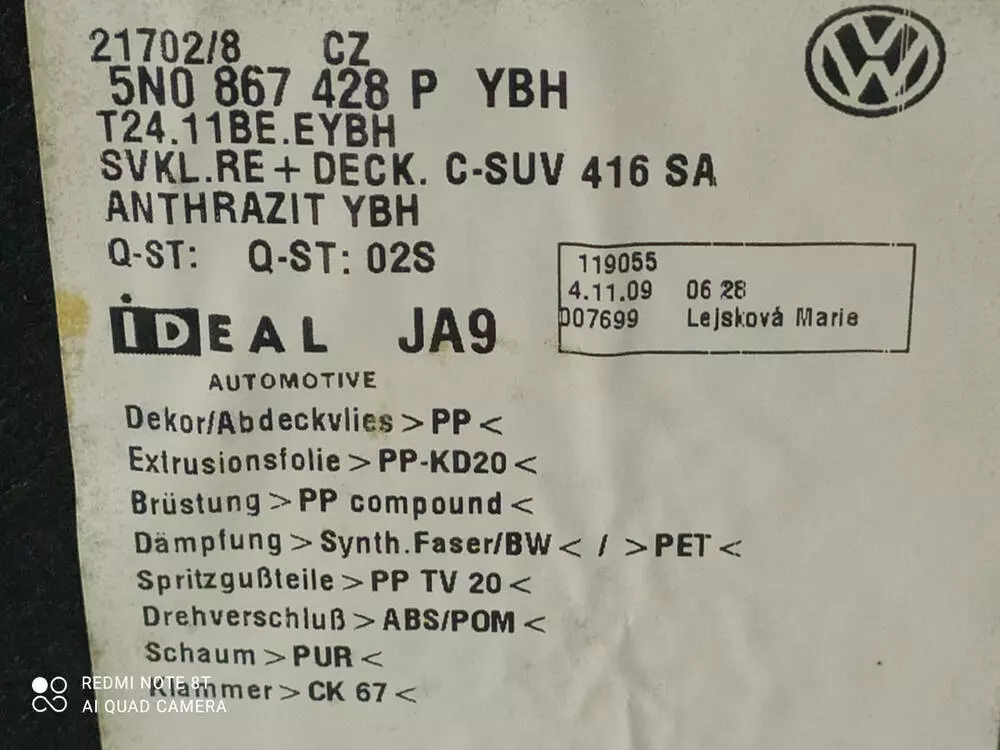 21702/8 CZ
5N0 867 428 P YBH
T24.11BE.EYBH
SVKL.RE + DECK. C-SUV 416 SA
ANTHRAZIT YBH
Q-ST: Q-ST: 02S
119055
4.11.09 06 28
007699 Lejsková Marie
iDEAL JA9
AUTOMOTIVE
Dekor/Abdeckvlies > PP <
Extrusionsfolie > PP-KD20 <
Brüstung > PP compound <
Dämpfung > Synth.Faser/BW < / > PET <
Spritzgußteile > PP TV 20 <
Drehverschluß > ABS/POM <
Schaum > PUR <
Klammer > CK 67 <
REDMI NOTE 8T
AI QUAD CAMERA